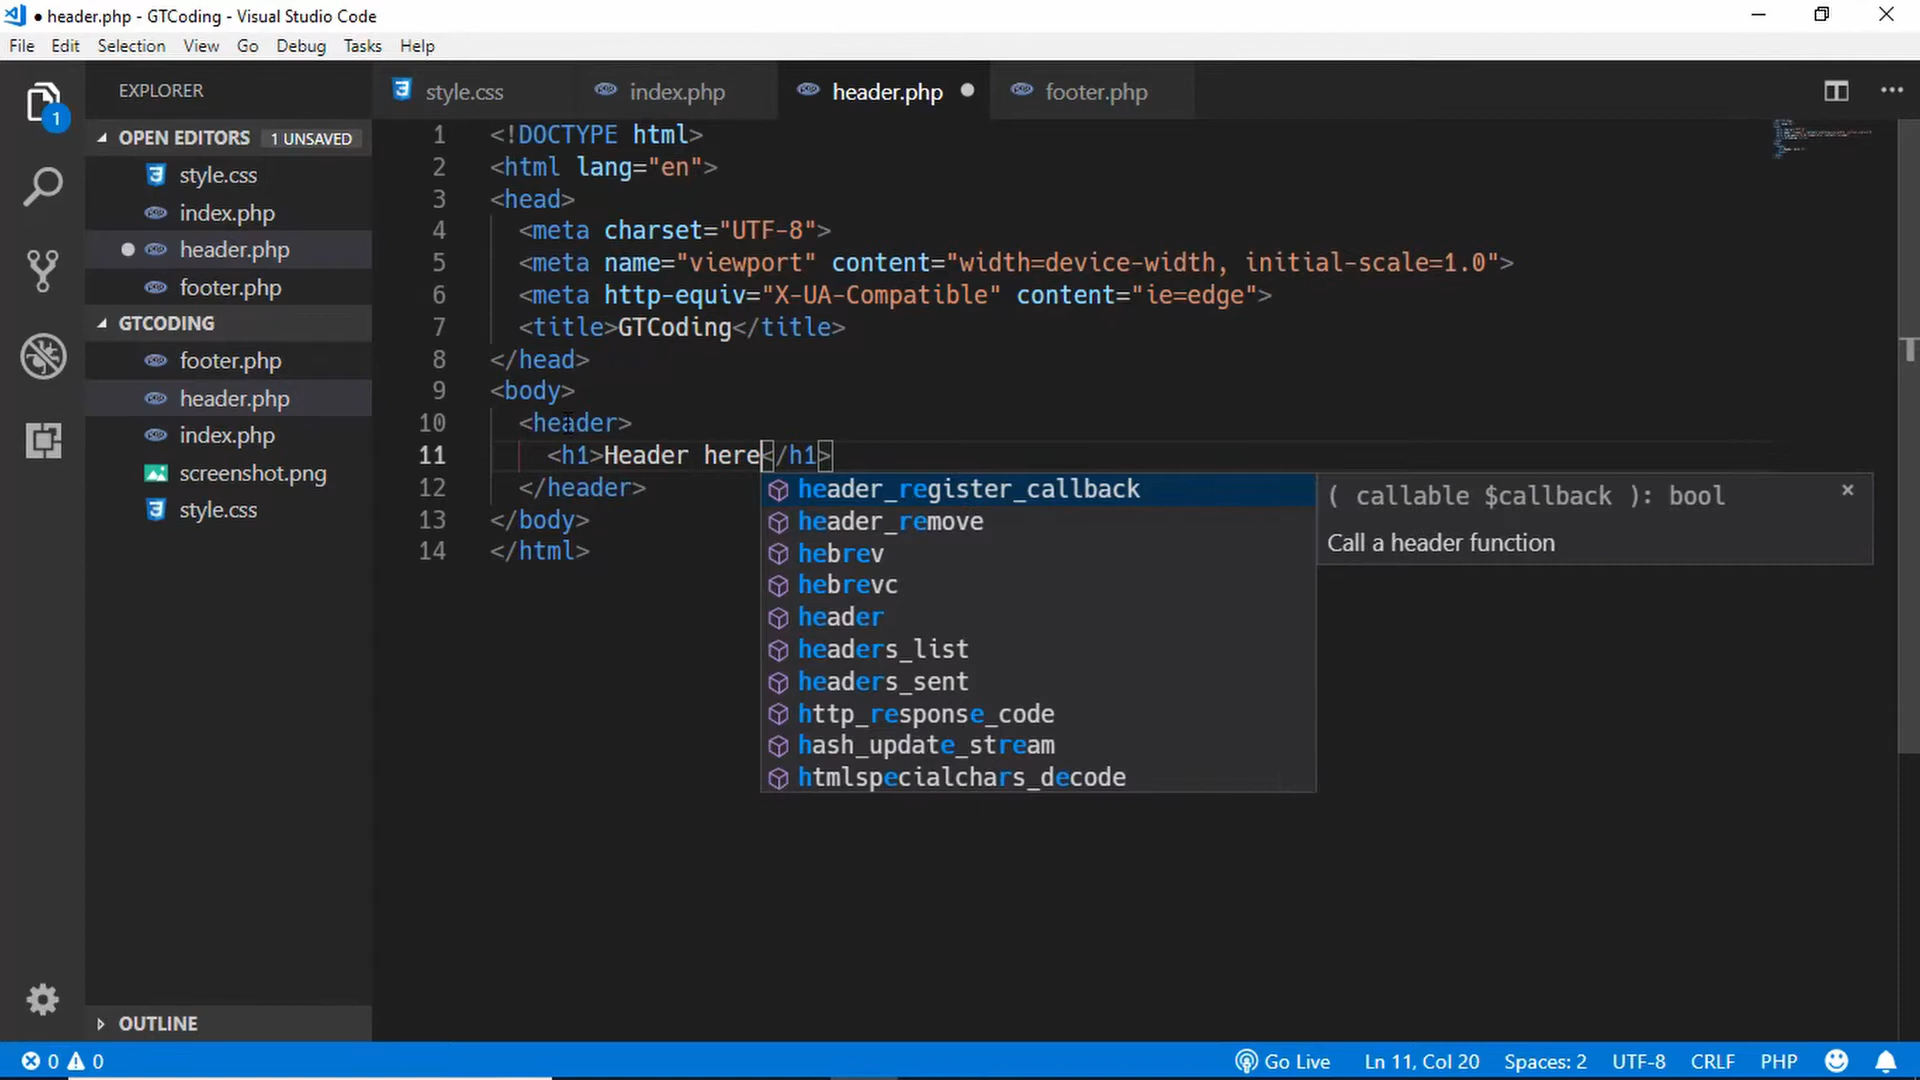 ● header.php - GTCoding - Visual Studio Code
File Edit Selection View Go Debug Tasks Help
1
EXPLORER
OPEN EDITORS 1 UNSAVED
style.css
index.php
header.php
footer.php
GTCODING
footer.php
header.php
index.php
screenshot.png
style.css
OUTLINE
style.css index.php header.php ● footer.php
1 <!DOCTYPE html>
2 <html lang="en">
3 <head>
4 <meta charset="UTF-8">
5 <meta name="viewport" content="width=device-width, initial-scale=1.0">
6 <meta http-equiv="X-UA-Compatible" content="ie=edge">
7 <title>GTCoding</title>
8 </head>
9 <body>
10 <header>
11 <h1>Header here</h1>
12 </header>
13 </body>
14 </html>
header_register_callback
header_remove
hebrev
hebrevc
header
headers_list
headers_sent
http_response_code
hash_update_stream
htmlspecialchars_decode
( callable $callback ): bool
Call a header function
0 0 Go Live Ln 11, Col 20 Spaces: 2 UTF-8 CRLF PHP